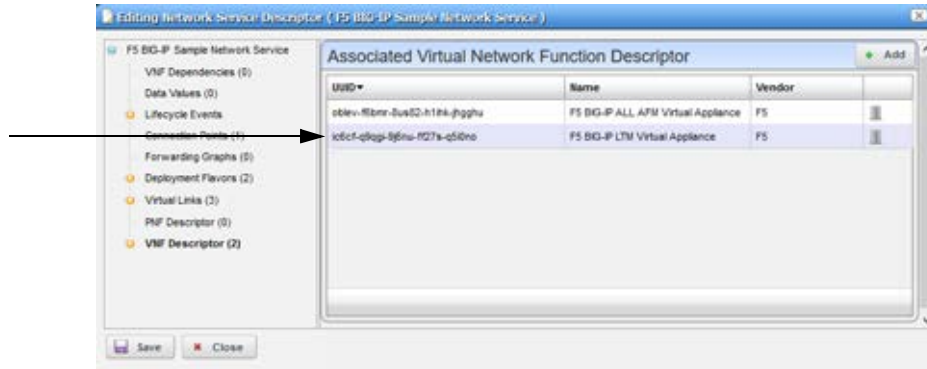 Editing Network Service Descriptor ( F5 BIG-IP Sample Network Service )
F5 BIG-IP Sample Network Service
VNF Dependencies (0)
Data Values (0)
Lifecycle Events
Connection Points (1)
Forwarding Graphs (0)
Deployment Flavors (2)
Virtual Links (3)
PNF Descriptor (0)
VNF Descriptor (2)
Associated Virtual Network Function Descriptor
Add
UUID Name Vendor
F5 BIG-IP ALL AFM Virtual Appliance F5
F5 BIG-IP LTM Virtual Appliance F5
Save Close